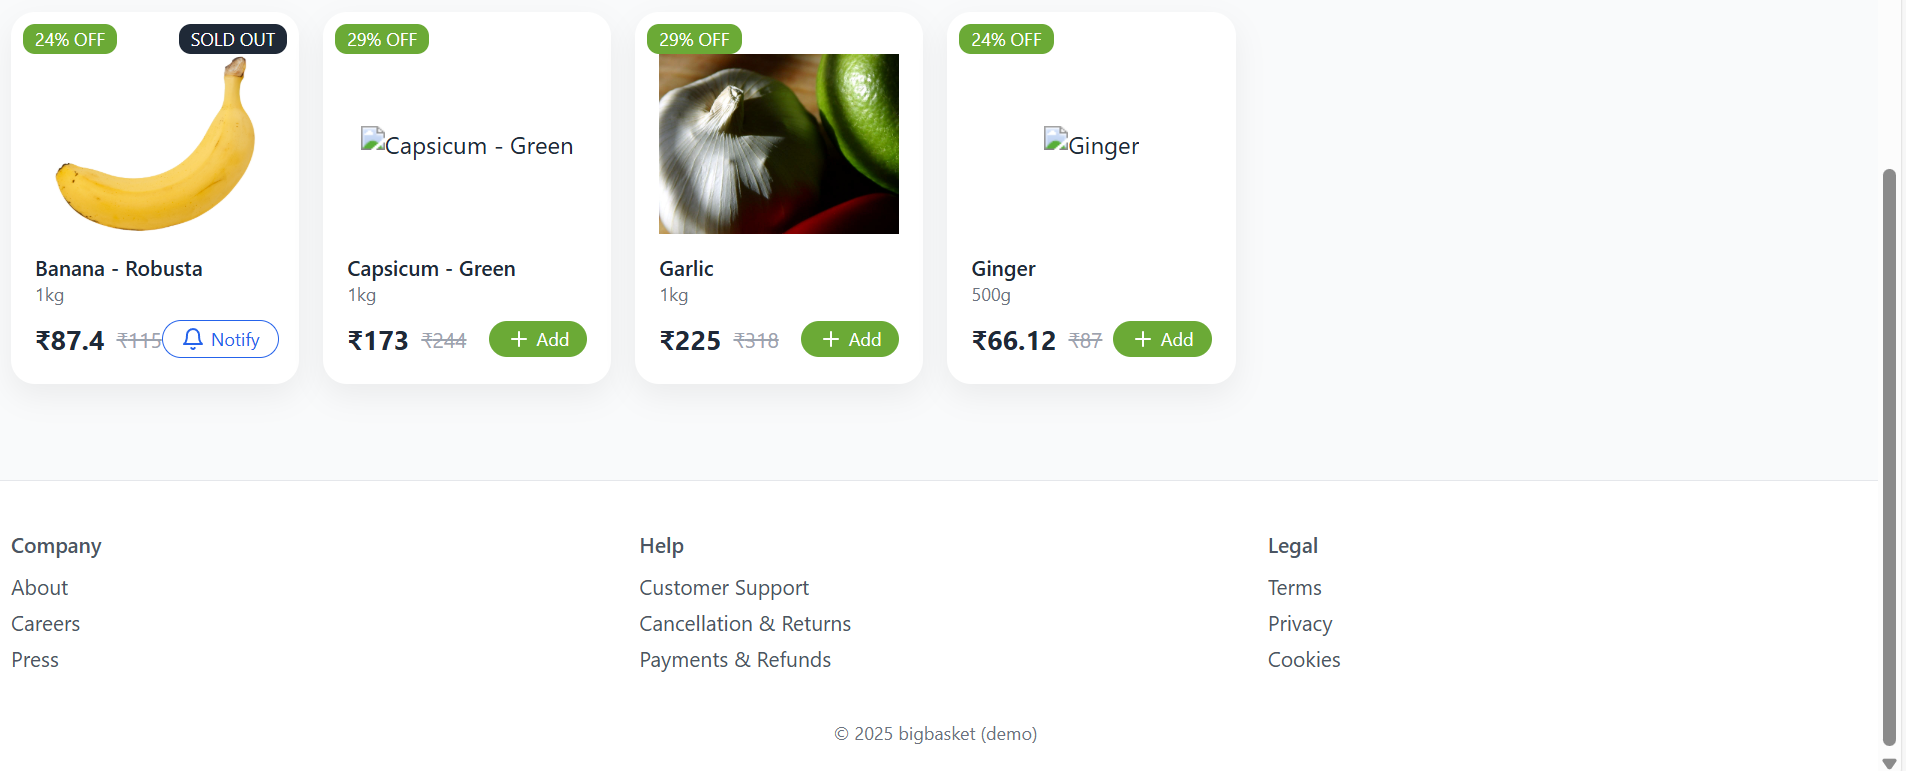 24% OFF
SOLD OUT
Banana - Robusta
1kg
₹87.4 ₹115 Notify
29% OFF
Capsicum - Green
Capsicum - Green
1kg
₹173 ₹244 Add
29% OFF
Garlic
1kg
₹225 ₹318 Add
24% OFF
Ginger
Ginger
500g
₹66.12 ₹87 Add
Company
About
Careers
Press
Help
Customer Support
Cancellation & Returns
Payments & Refunds
Legal
Terms
Privacy
Cookies
© 2025 bigbasket (demo)